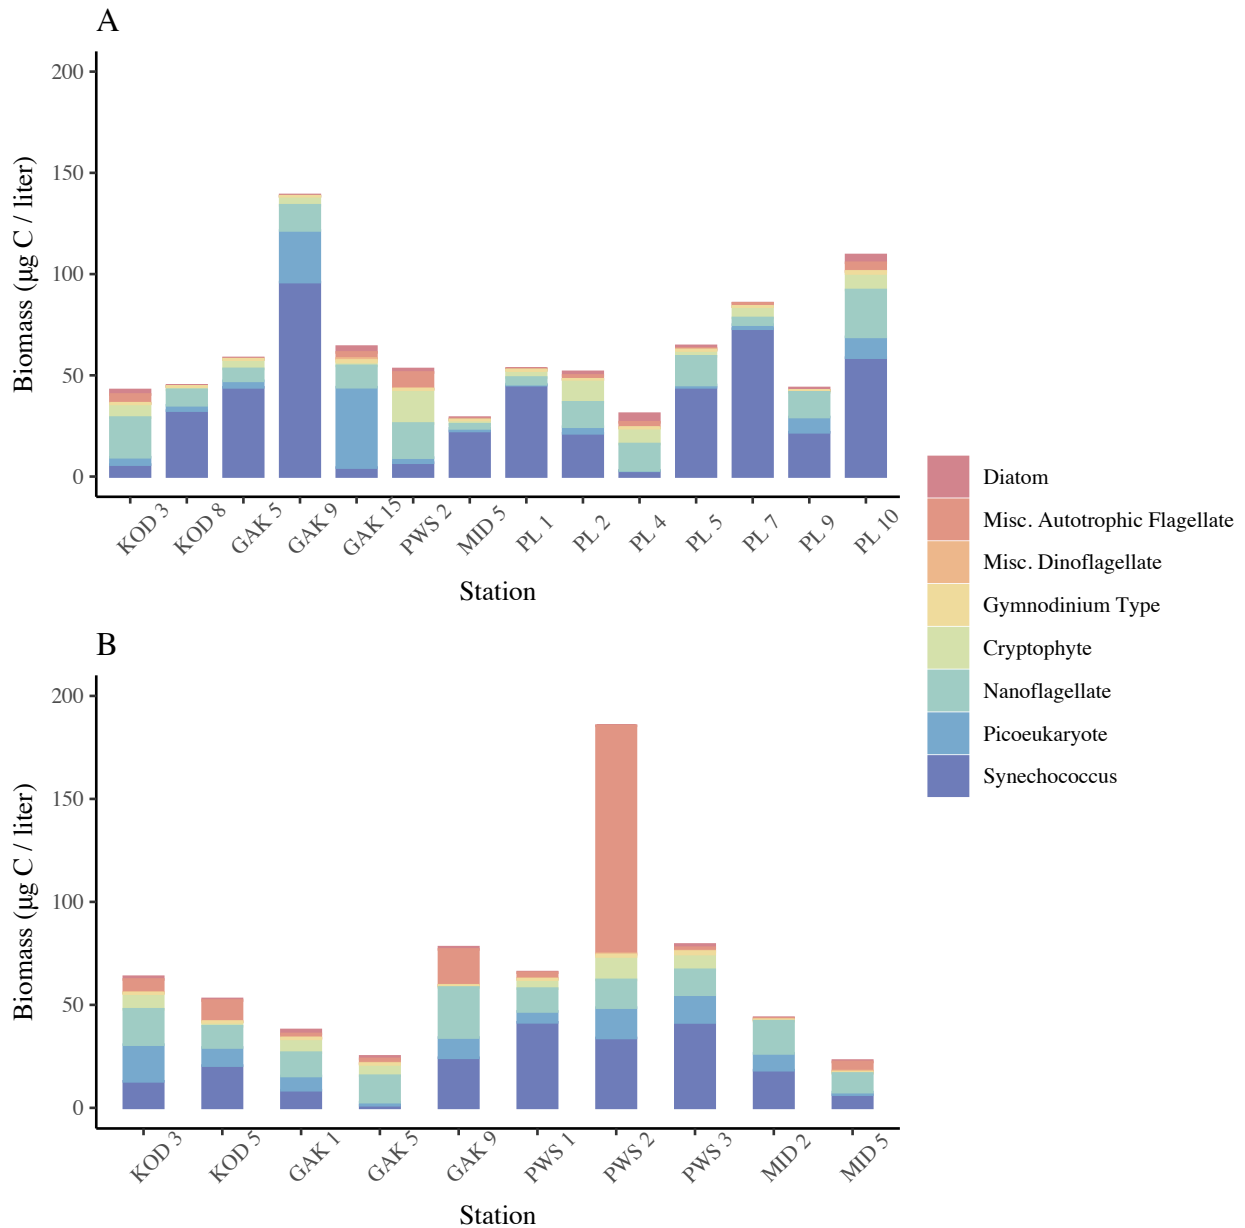 A
Biomass (μg C / liter)
200
150
100
50
0
KOD 3
KOD 8
GAK 5
GAK 9
GAK 15
PWS 2
MID 5
PL 1
PL 2
PL 4
PL 5
PL 7
PL 9
PL 10
Station
Diatom
Misc. Autotrophic Flagellate
Misc. Dinoflagellate
Gymnodinium Type
Cryptophyte
Nanoflagellate
Picoeukaryote
Synechococcus
B
Biomass (μg C / liter)
200
150
100
50
0
KOD 3
KOD 5
GAK 1
GAK 5
GAK 9
PWS 1
PWS 2
PWS 3
MID 2
MID 5
Station